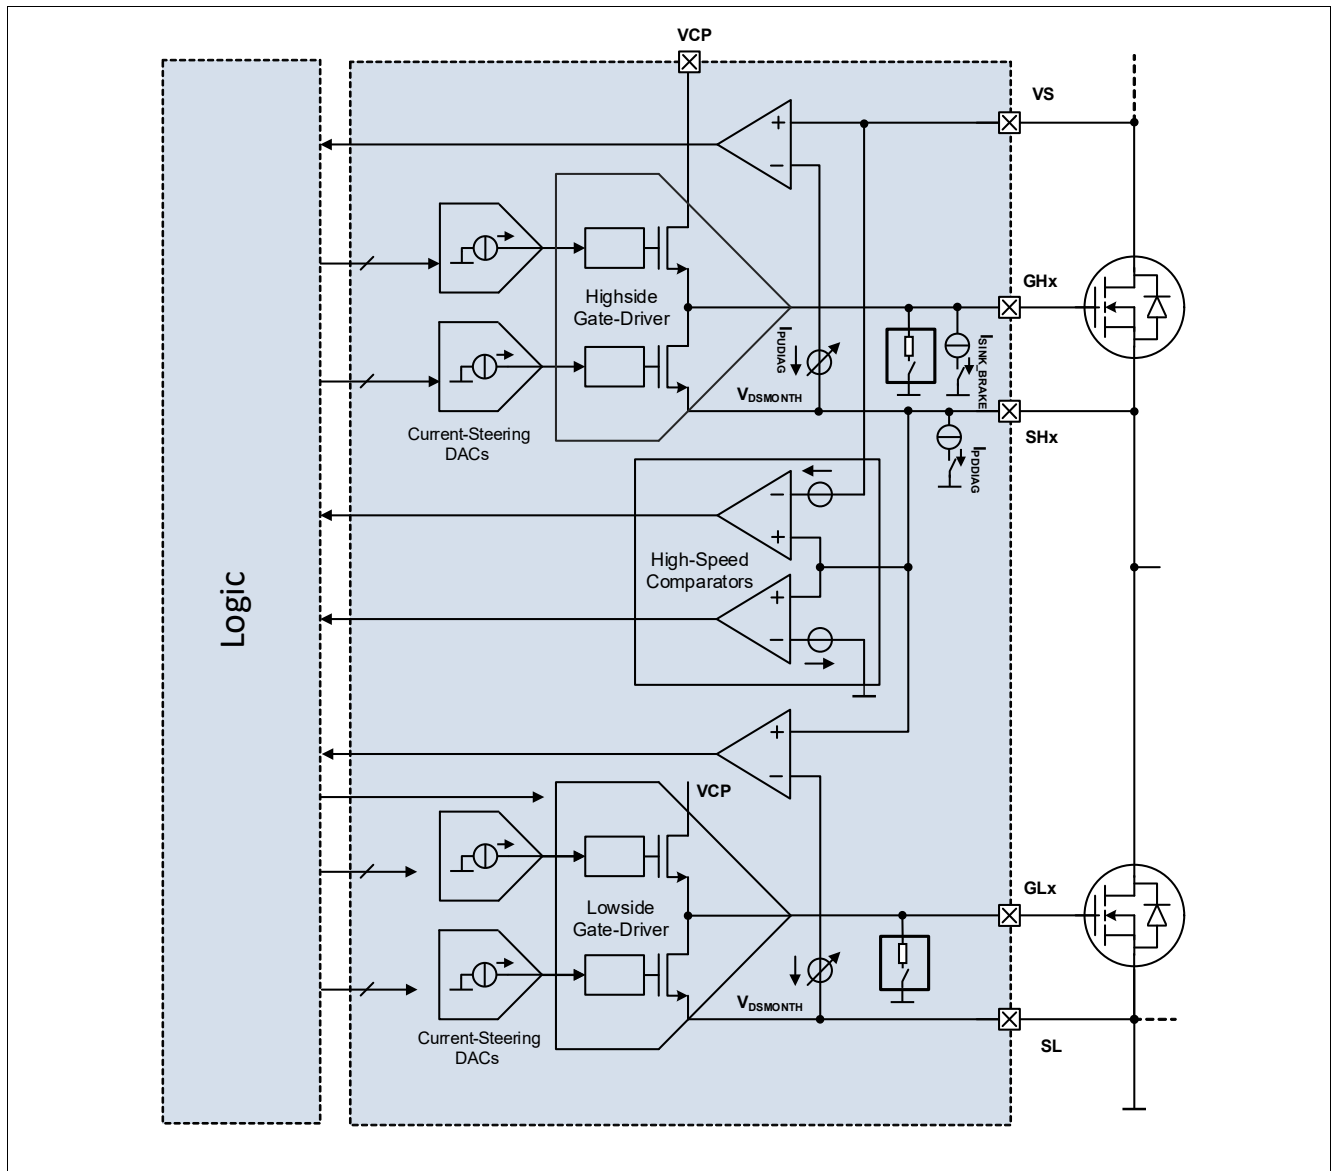 VCP
VS
+
−
GHx
Highside
Gate-Driver
IPUDIAG
ISINK_BRAKE
VDSMONTH
Current-Steering
DACs
SHx
IPDDIAG
−
+
High-Speed
Comparators
+
−
Logic
+
−
VCP
GLx
Lowside
Gate-Driver
VDSMONTH
Current-Steering
DACs
SL